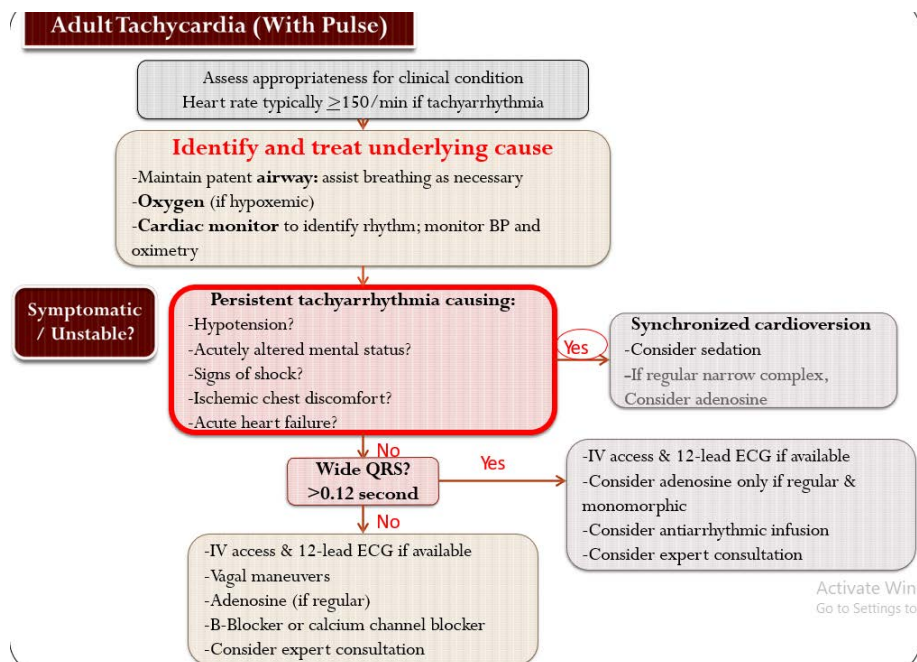 Adult Tachycardia (With Pulse)
Assess appropriateness for clinical condition
Heart rate typically ≥150/min if tachyarrhythmia
Identify and treat underlying cause
-Maintain patent airway: assist breathing as necessary
-Oxygen (if hypoxemic)
-Cardiac monitor to identify rhythm; monitor BP and
oximetry
Symptomatic
/ Unstable?
Persistent tachyarrhythmia causing:
-Hypotension?
-Acutely altered mental status?
-Signs of shock?
-Ischemic chest discomfort?
-Acute heart failure?
Yes
Synchronized cardioversion
-Consider sedation
-If regular narrow complex,
Consider adenosine
No
Wide QRS?
>0.12 second
Yes
-IV access & 12-lead ECG if available
-Consider adenosine only if regular &
monomorphic
-Consider antiarrhythmic infusion
-Consider expert consultation
No
-IV access & 12-lead ECG if available
-Vagal maneuvers
-Adenosine (if regular)
-B-Blocker or calcium channel blocker
-Consider expert consultation
Activate Win
Go to Settings to